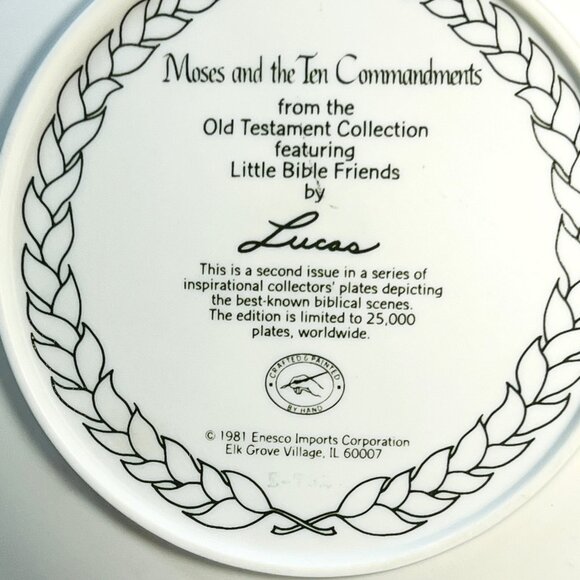 Moses and the Ten Commandments
from the
Old Testament Collection
featuring
Little Bible Friends
by
Lucas
This is a second issue in a series of
inspirational collectors' plates depicting
the best-known biblical scenes.
The edition is limited to 25,000
plates, worldwide.
• CRAFTED & PAINTED •
BY HAND
© 1981 Enesco Imports Corporation
Elk Grove Village, IL 60007